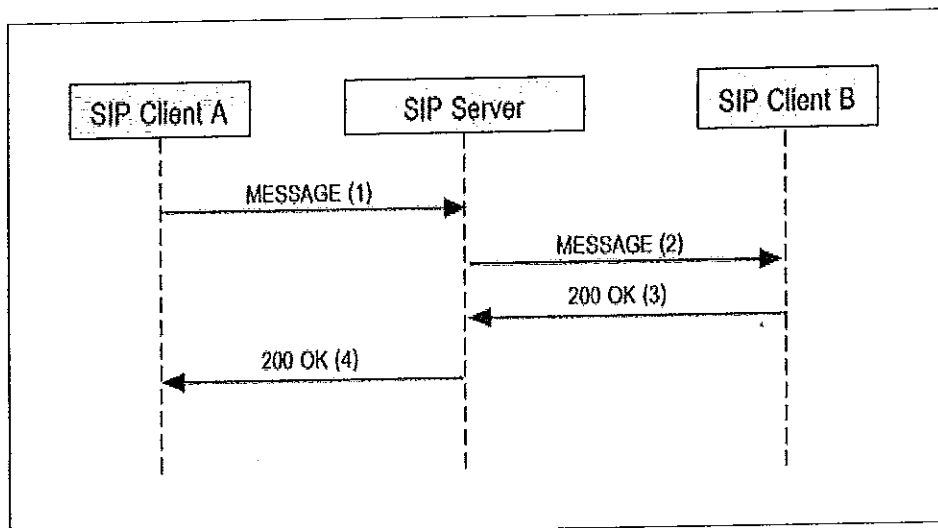 SIP Client A
SIP Server
SIP Client B
MESSAGE (1)
MESSAGE (2)
200 OK (3)
200 OK (4)